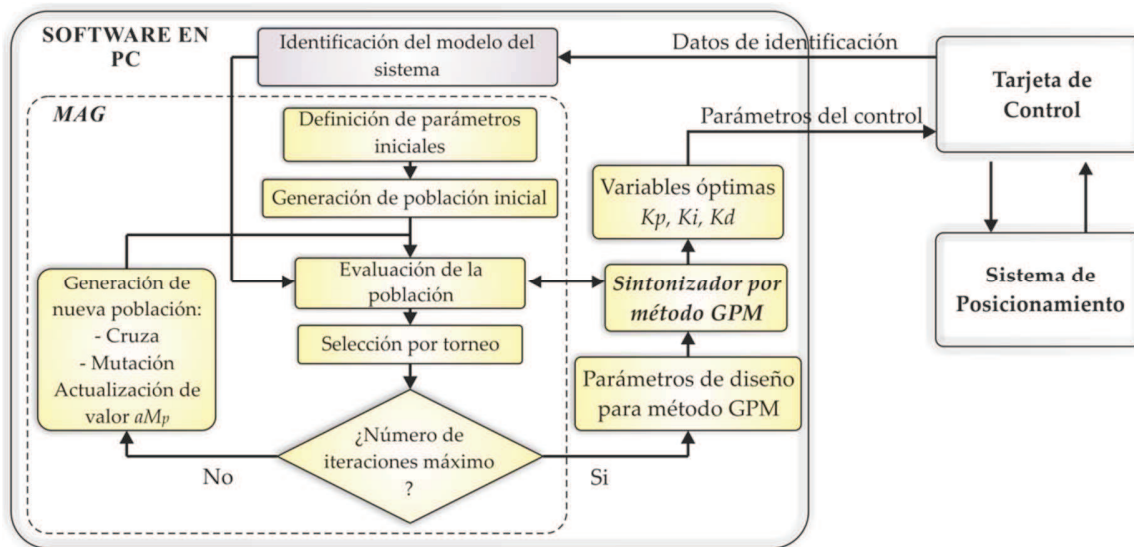 SOFTWARE EN
PC
Identificación del modelo del
sistema
Datos de identificación
Tarjeta de
Control
MAG
Definición de parámetros
iniciales
Parámetros del control
Generación de población inicial
Variables óptimas
Kp, Ki, Kd
Generación de
nueva población:
- Cruza
- Mutación
Actualización de
valor aMp
Evaluación de la
población
Sintonizador por
método GPM
Sistema de
Posicionamiento
Selección por torneo
Parámetros de diseño
para método GPM
¿Número de
iteraciones máximo
?
No
Si